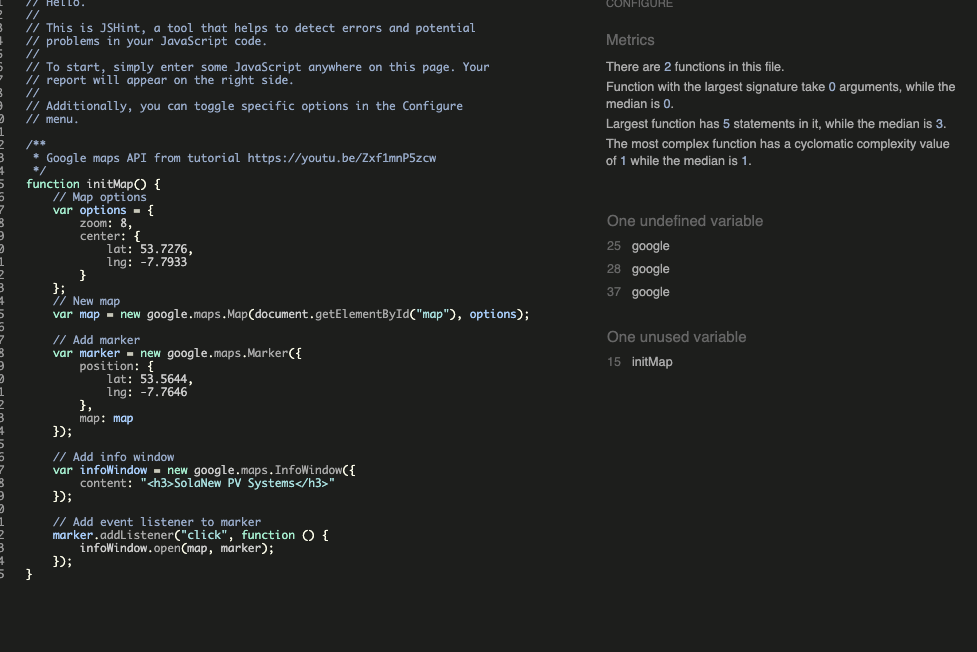 // Hello.
//
// This is JSHint, a tool that helps to detect errors and potential
// problems in your JavaScript code.
//
// To start, simply enter some JavaScript anywhere on this page. Your
// report will appear on the right side.
//
// Additionally, you can toggle specific options in the Configure
// menu.
/**
* Google maps API from tutorial https://youtu.be/Zxf1mnP5zcw
*/
function initMap() {
// Map options
var options = {
zoom: 8,
center: {
lat: 53.7276,
lng: -7.7933
}
};
// New map
var map = new google.maps.Map(document.getElementById("map"), options);
// Add marker
var marker = new google.maps.Marker({
position: {
lat: 53.5644,
lng: -7.7646
},
map: map
});
// Add info window
var infoWindow = new google.maps.InfoWindow({
content: "<h3>SolaNew PV Systems</h3>"
});
// Add event listener to marker
marker.addListener("click", function () {
infoWindow.open(map, marker);
});
}
CONFIGURE
Metrics
There are 2 functions in this file.
Function with the largest signature take 0 arguments, while the
median is 0.
Largest function has 5 statements in it, while the median is 3.
The most complex function has a cyclomatic complexity value
of 1 while the median is 1.
One undefined variable
25 google
28 google
37 google
One unused variable
15 initMap